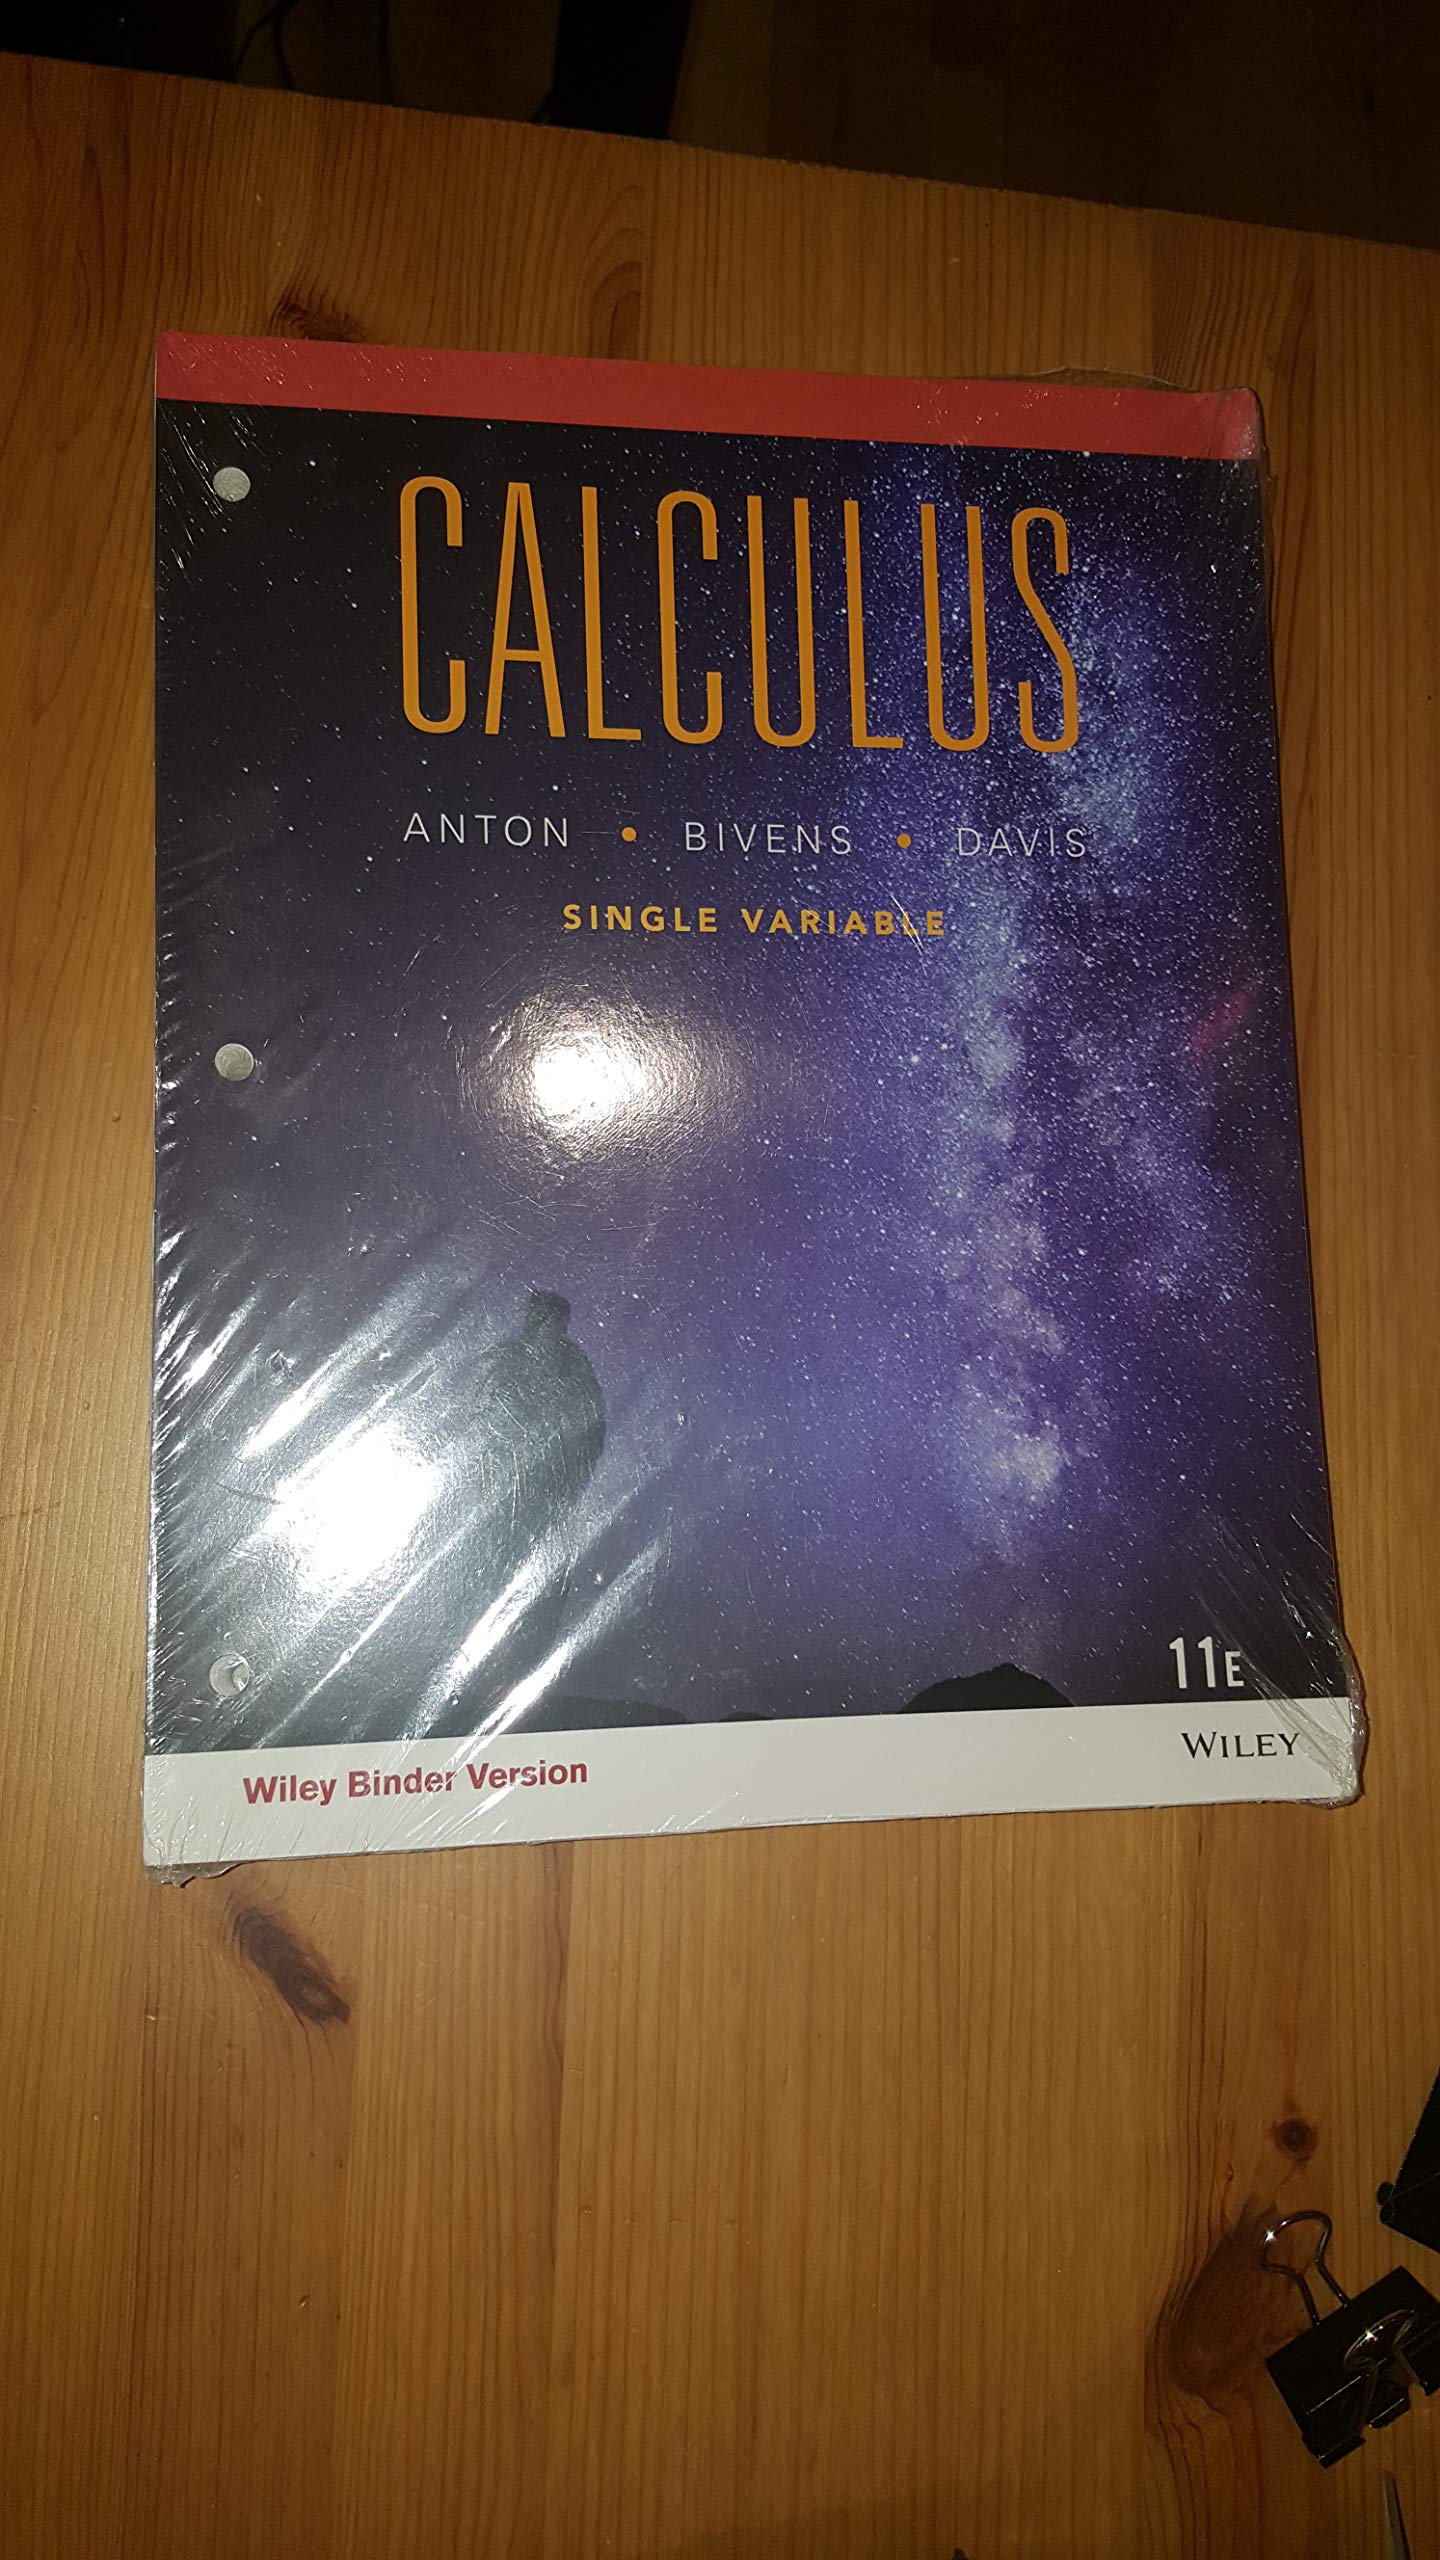 CALCULUS
ANTON • BIVENS • DAVIS
SINGLE VARIABLE
11E
WILEY
Wiley Binder Version